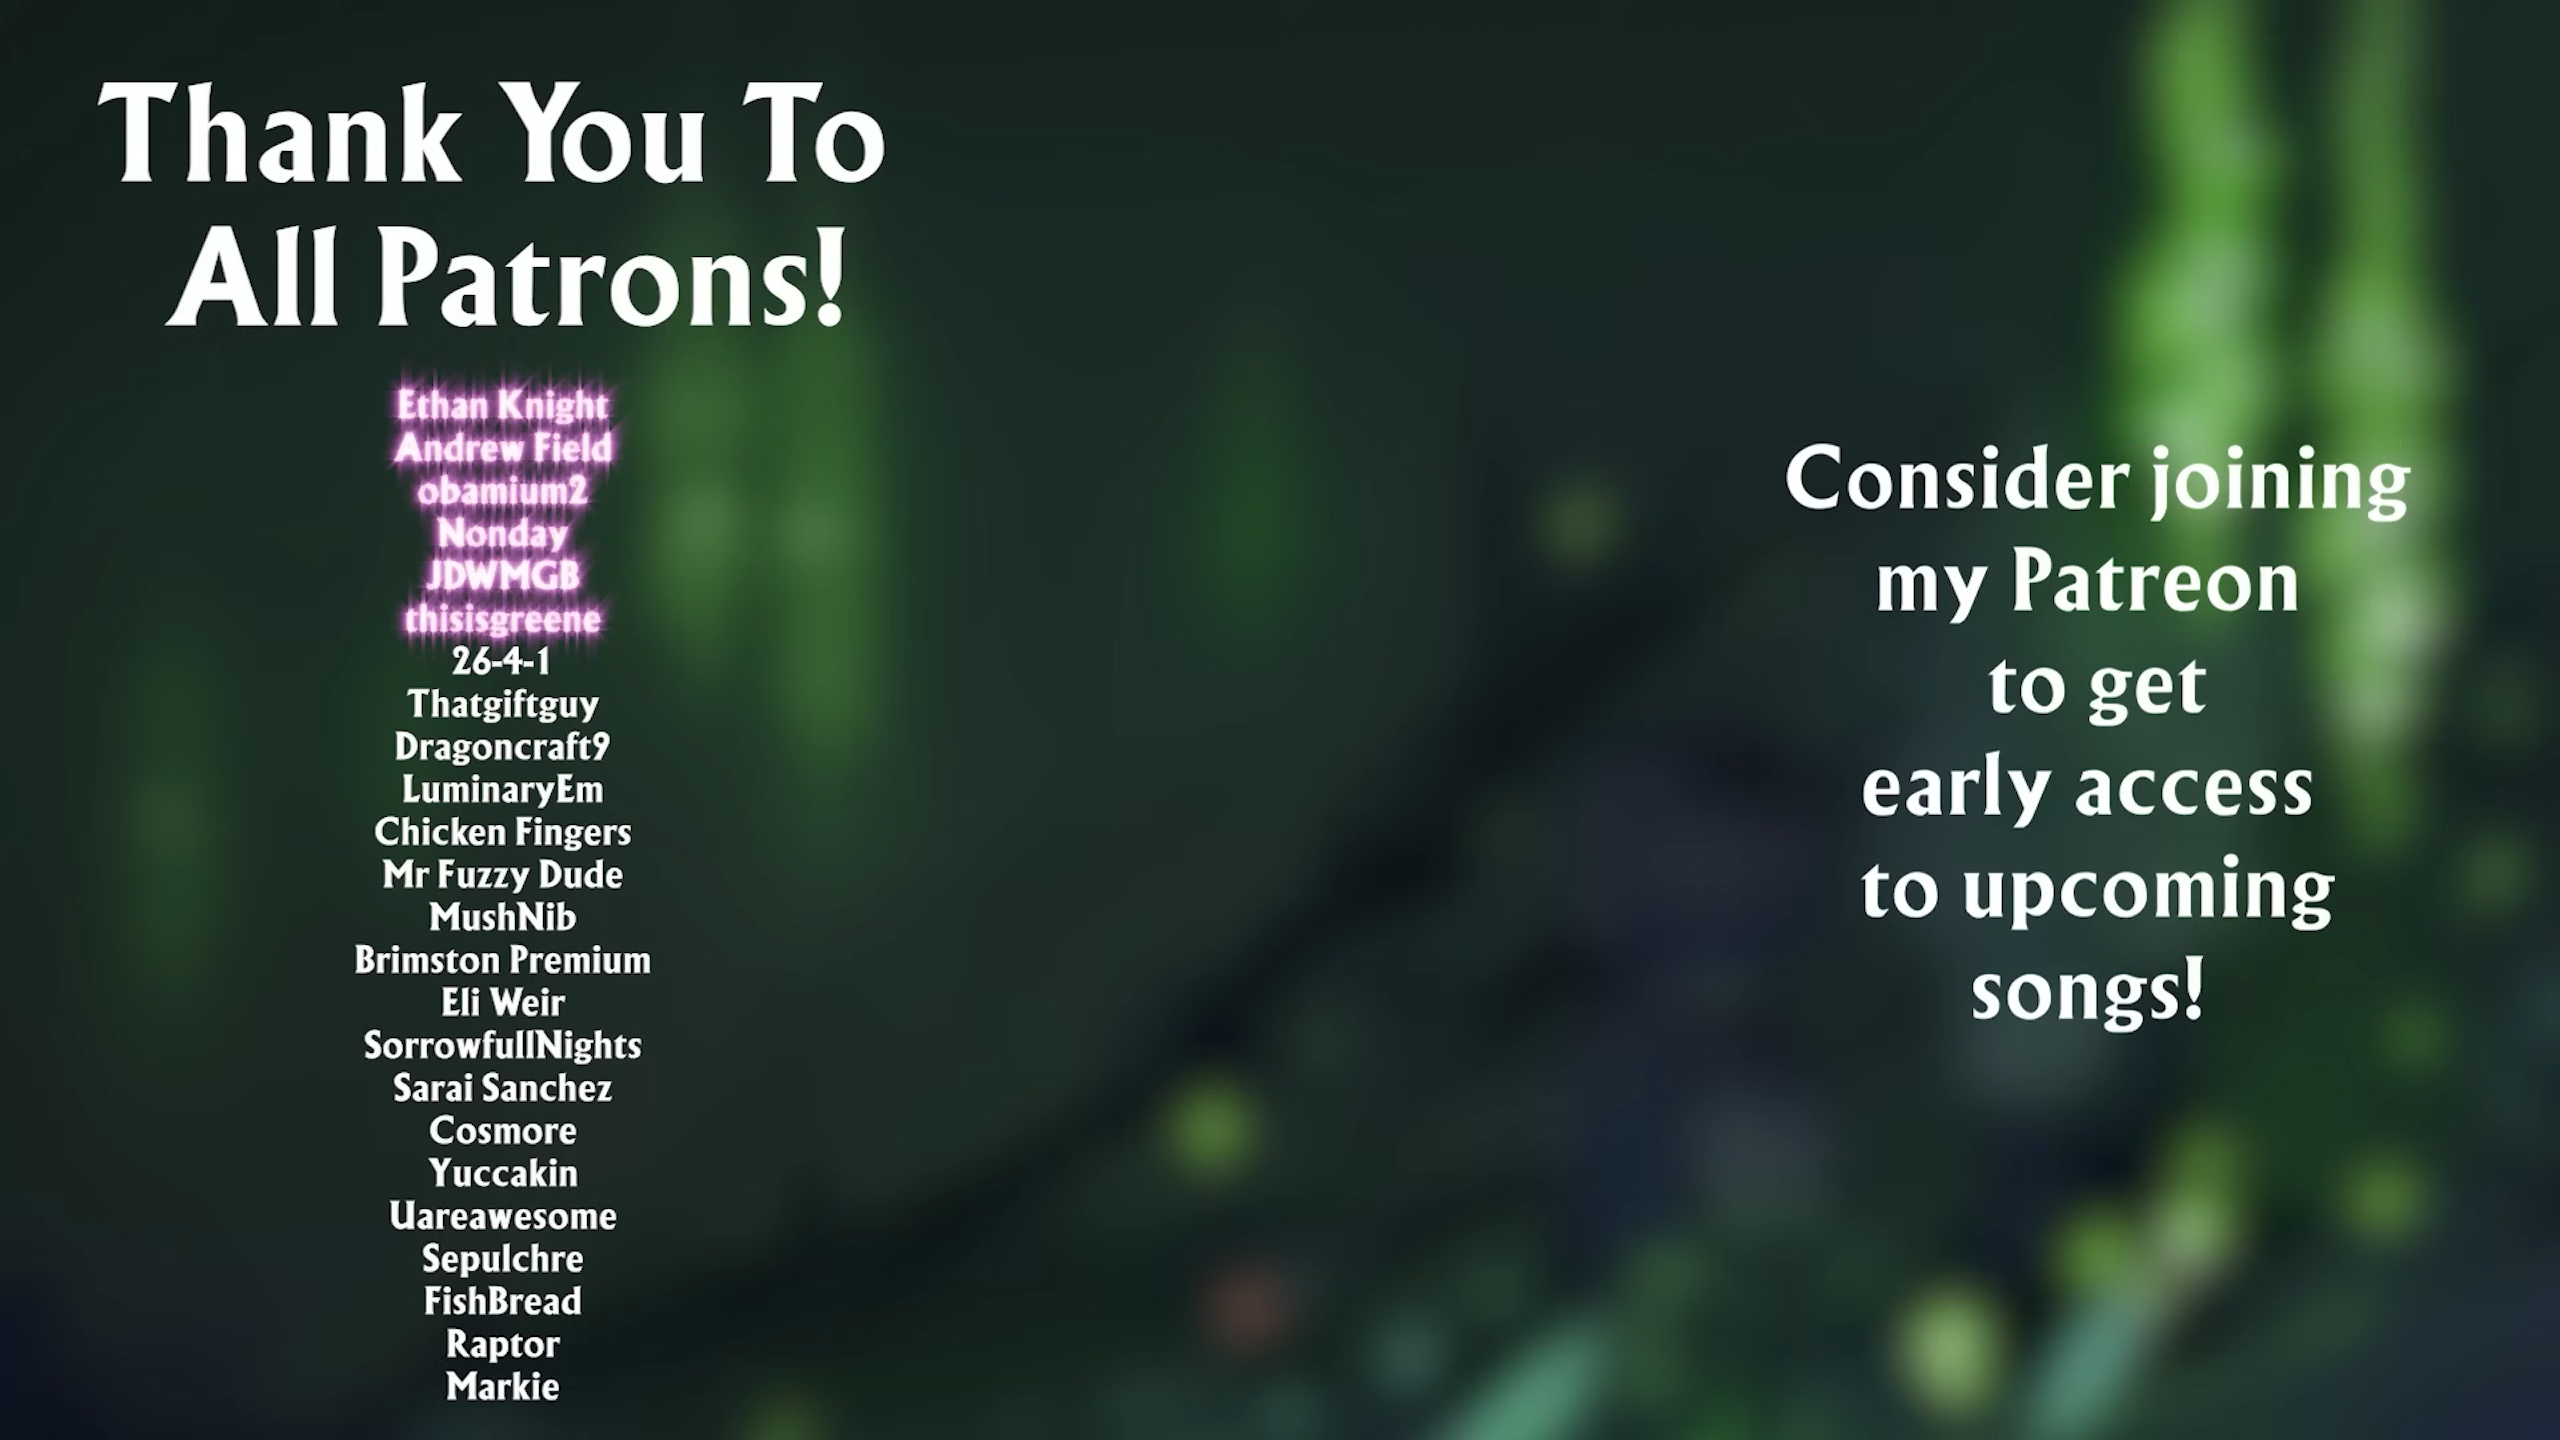 Thank You To
All Patrons!
Ethan Knight
Andrew Field
obamium2
Nonday
JDWMGB
thisisgreene
26-4-1
Thatgiftguy
Dragoncraft9
LuminaryEm
Chicken Fingers
Mr Fuzzy Dude
MushNib
Brimston Premium
Eli Weir
SorrowfullNights
Sarai Sanchez
Cosmore
Yuccakin
Uareawesome
Sepulchre
FishBread
Raptor
Markie
Consider joining
my Patreon
to get
early access
to upcoming
songs!